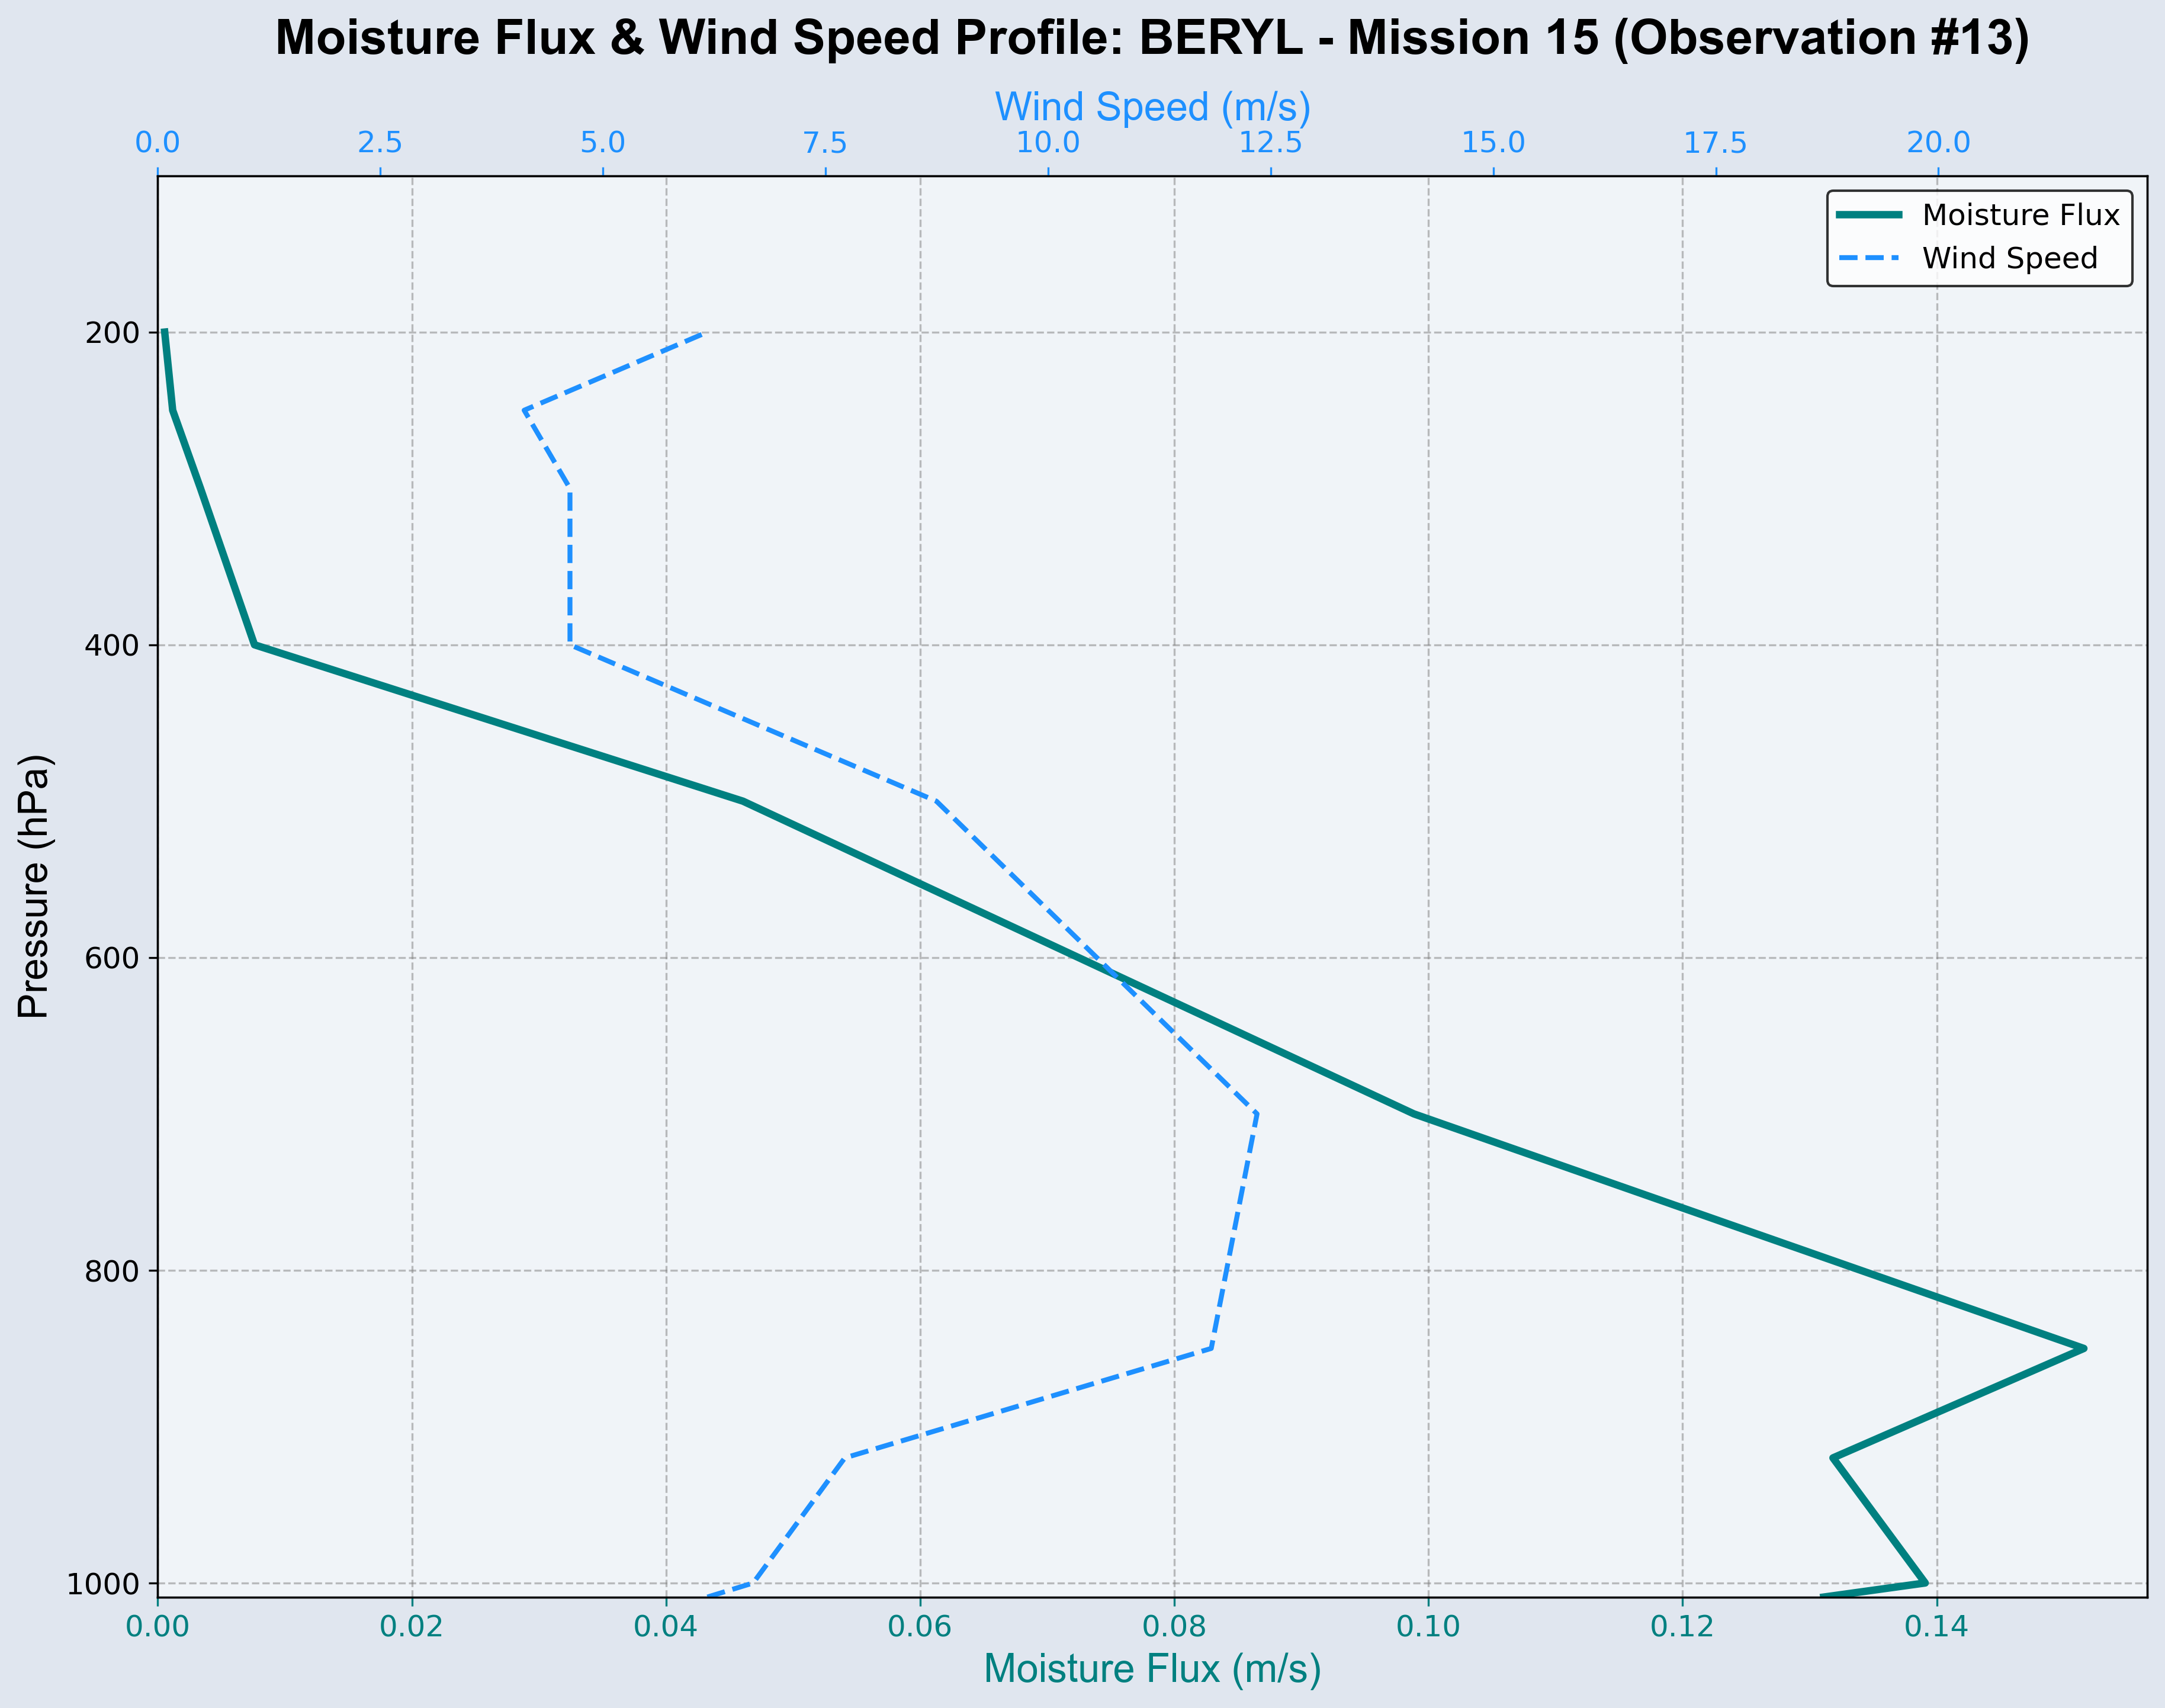 Moisture Flux & Wind Speed Profile: BERYL - Mission 15 (Observation #13)
Wind Speed (m/s)
0.0 2.5 5.0 7.5 10.0 12.5 15.0 17.5 20.0
Moisture Flux
Wind Speed
Pressure (hPa)
200
400
600
800
1000
0.00 0.02 0.04 0.06 0.08 0.10 0.12 0.14
Moisture Flux (m/s)